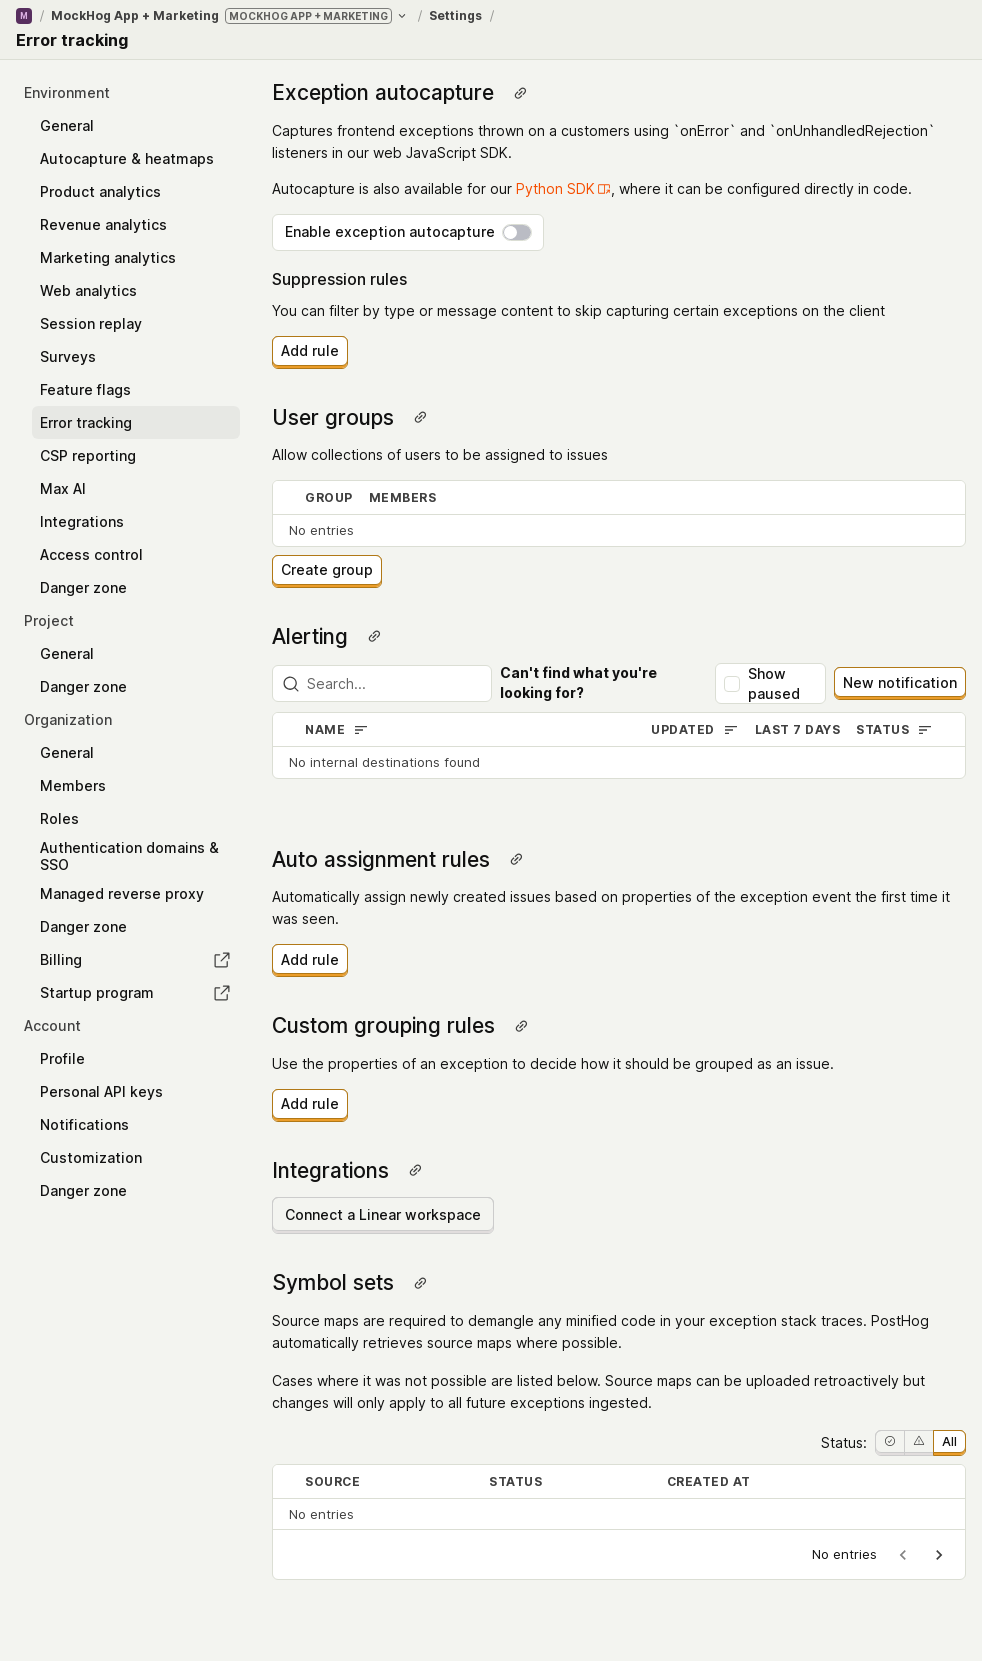 M / MockHog App + Marketing MOCKHOG APP + MARKETING / Settings /
Error tracking
Environment
General
Autocapture & heatmaps
Product analytics
Revenue analytics
Marketing analytics
Web analytics
Session replay
Surveys
Feature flags
Error tracking
CSP reporting
Max AI
Integrations
Access control
Danger zone
Project
General
Danger zone
Organization
General
Members
Roles
Authentication domains &
SSO
Managed reverse proxy
Danger zone
Billing
Startup program
Account
Profile
Personal API keys
Notifications
Customization
Danger zone
Exception autocapture
Captures frontend exceptions thrown on a customers using `onError` and `onUnhandledRejection`
listeners in our web JavaScript SDK.
Autocapture is also available for our Python SDK, where it can be configured directly in code.
Enable exception autocapture
Suppression rules
You can filter by type or message content to skip capturing certain exceptions on the client
Add rule
User groups
Allow collections of users to be assigned to issues
GROUP MEMBERS
No entries
Create group
Alerting
Search...
Can't find what you're
looking for?
Show
paused
New notification
NAME UPDATED LAST 7 DAYS STATUS
No internal destinations found
Auto assignment rules
Automatically assign newly created issues based on properties of the exception event the first time it
was seen.
Add rule
Custom grouping rules
Use the properties of an exception to decide how it should be grouped as an issue.
Add rule
Integrations
Connect a Linear workspace
Symbol sets
Source maps are required to demangle any minified code in your exception stack traces. PostHog
automatically retrieves source maps where possible.
Cases where it was not possible are listed below. Source maps can be uploaded retroactively but
changes will only apply to all future exceptions ingested.
Status: All
SOURCE STATUS CREATED AT
No entries
No entries